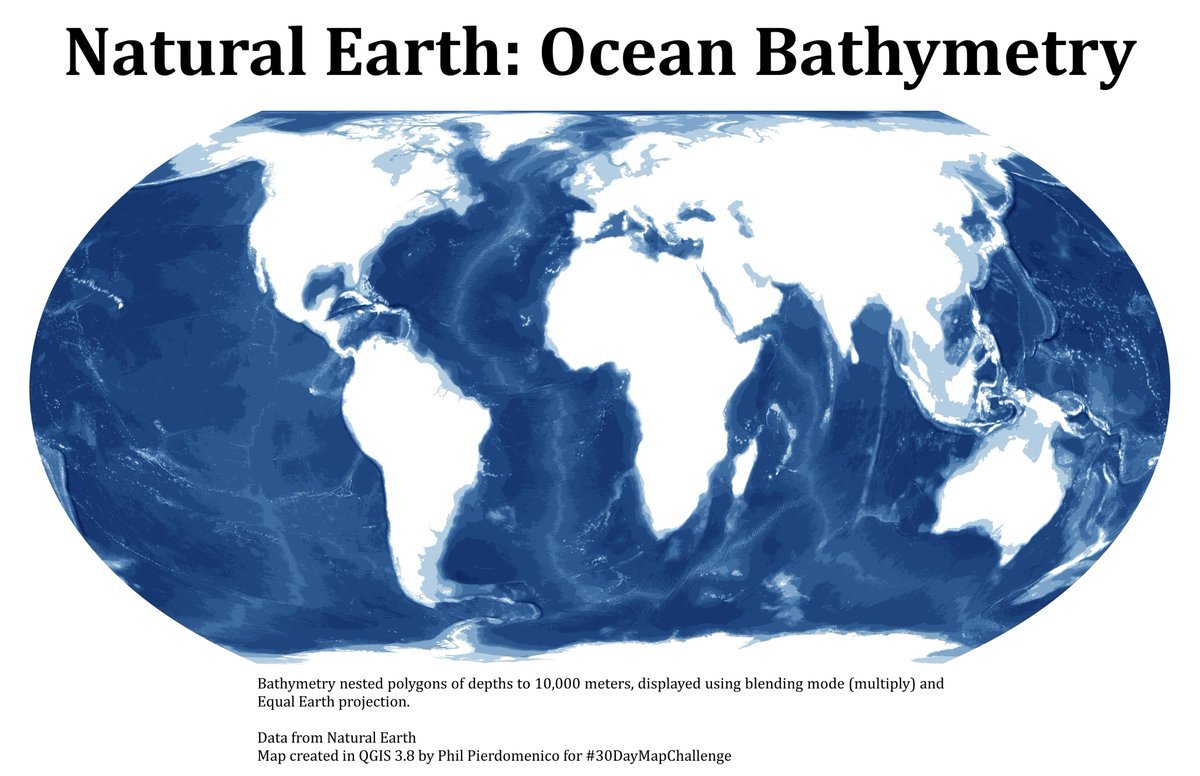 Natural Earth: Ocean Bathymetry
Bathymetry nested polygons of depths to 10,000 meters, displayed using blending mode (multiply) and
Equal Earth projection.
Data from Natural Earth
Map created in QGIS 3.8 by Phil Pierdomenico for #30DayMapChallenge